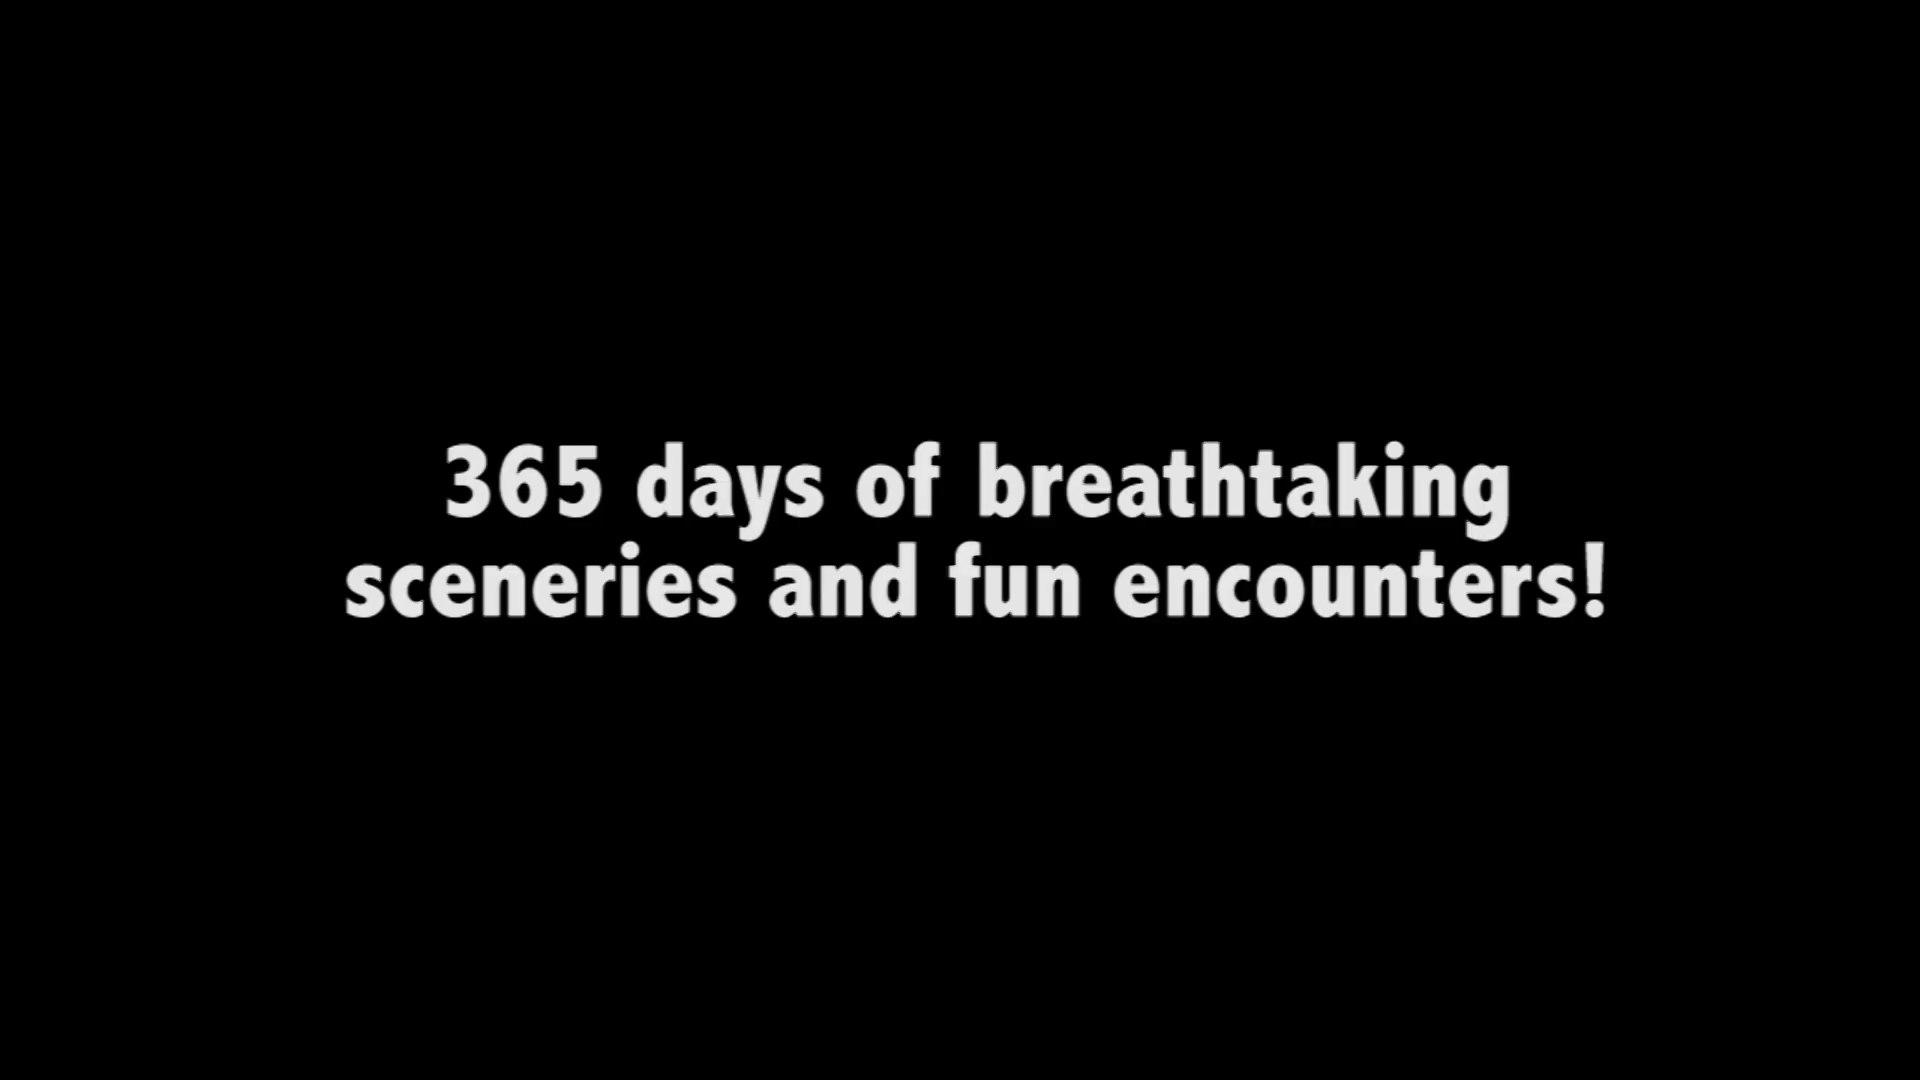 365 days of breathtaking
sceneries and fun encounters!